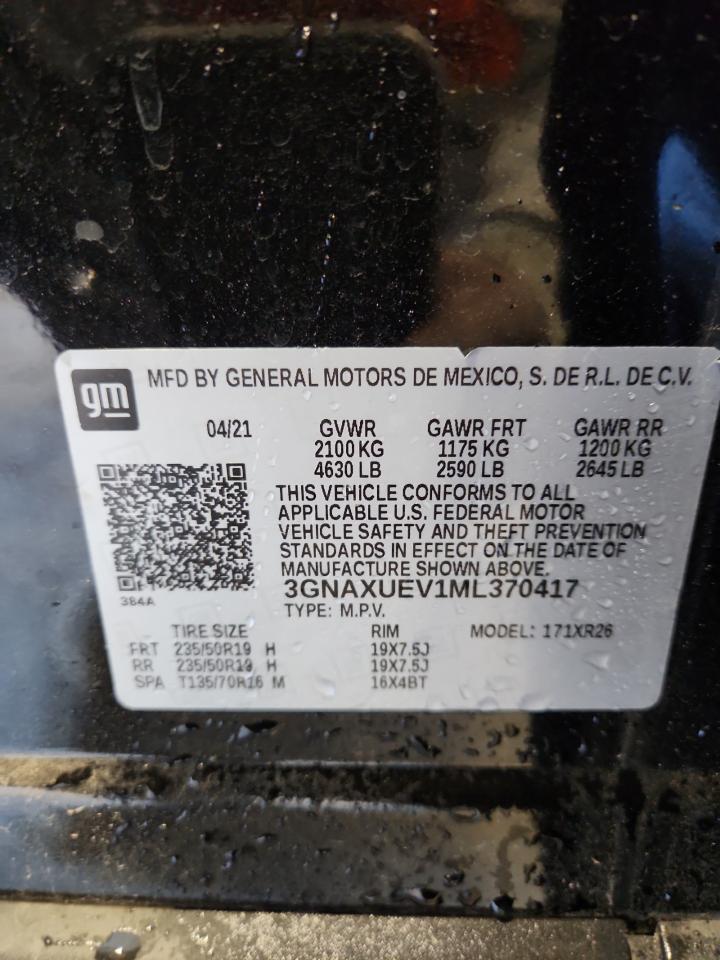 gm MFD BY GENERAL MOTORS DE MEXICO, S. DE R.L. DE C.V.
04/21 GVWR GAWR FRT GAWR RR
2100 KG 1175 KG 1200 KG
4630 LB 2590 LB 2645 LB
THIS VEHICLE CONFORMS TO ALL
APPLICABLE U.S. FEDERAL MOTOR
VEHICLE SAFETY AND THEFT PREVENTION
STANDARDS IN EFFECT ON THE DATE OF
MANUFACTURE SHOWN ABOVE.
3GNAXUEV1ML370417
384A
TYPE: M.P.V.
TIRE SIZE RIM MODEL: 171XR26
FRT 235/50R19 H 19X7.5J
RR 235/50R19 H 19X7.5J
SPA T135/70R16 M 16X4BT